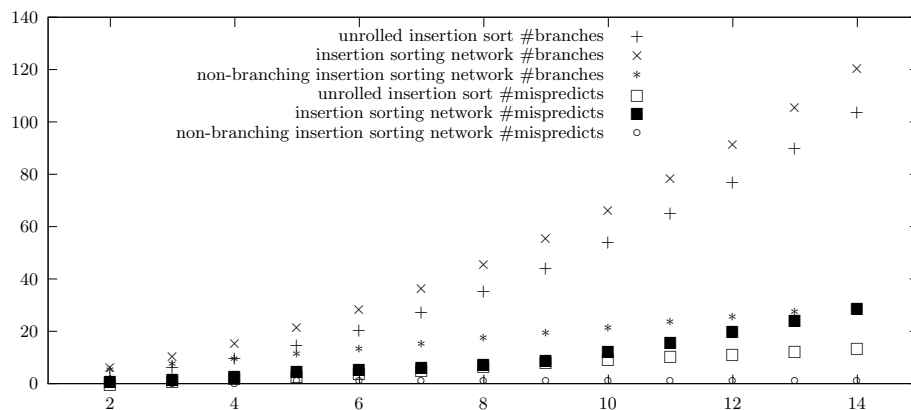 140
120
100
80
60
40
20
0
unrolled insertion sort #branches
insertion sorting network #branches
non-branching insertion sorting network #branches
unrolled insertion sort #mispredicts
insertion sorting network #mispredicts
non-branching insertion sorting network #mispredicts
2 4 6 8 10 12 14